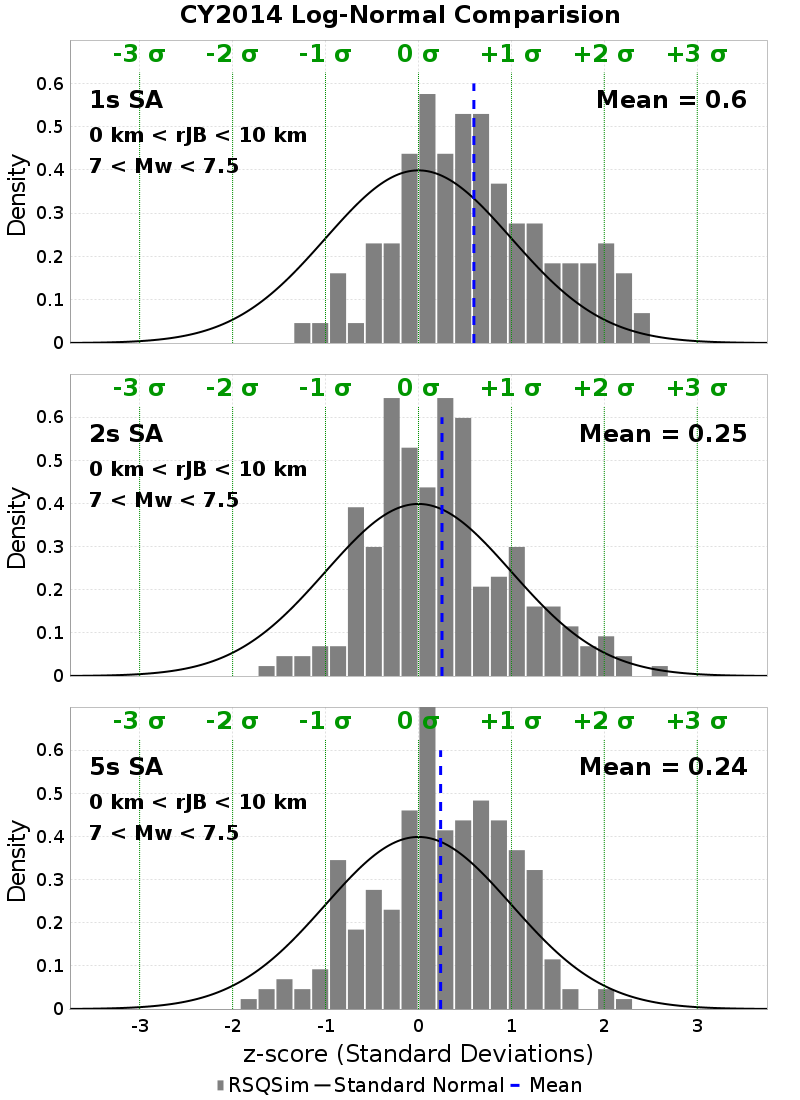 CY2014 Log-Normal Comparision
-3 σ -2 σ -1 σ 0 σ +1 σ +2 σ +3 σ
0.6
1s SA Mean = 0.6
0.5
0 km < rJB < 10 km
7 < Mw < 7.5
0.4
0.3
0.2
0.1
0
Density
-3 σ -2 σ -1 σ 0 σ +1 σ +2 σ +3 σ
0.6
2s SA Mean = 0.25
0 km < rJB < 10 km
0.5
7 < Mw < 7.5
0.4
0.3
0.2
0.1
0
Density
-3 σ -2 σ -1 σ 0 σ +1 σ +2 σ +3 σ
0.6
5s SA Mean = 0.24
0.5
0 km < rJB < 10 km
7 < Mw < 7.5
0.4
0.3
0.2
0.1
0
Density
-3 -2 -1 0 1 2 3
z-score (Standard Deviations)
RSQSim Standard Normal Mean